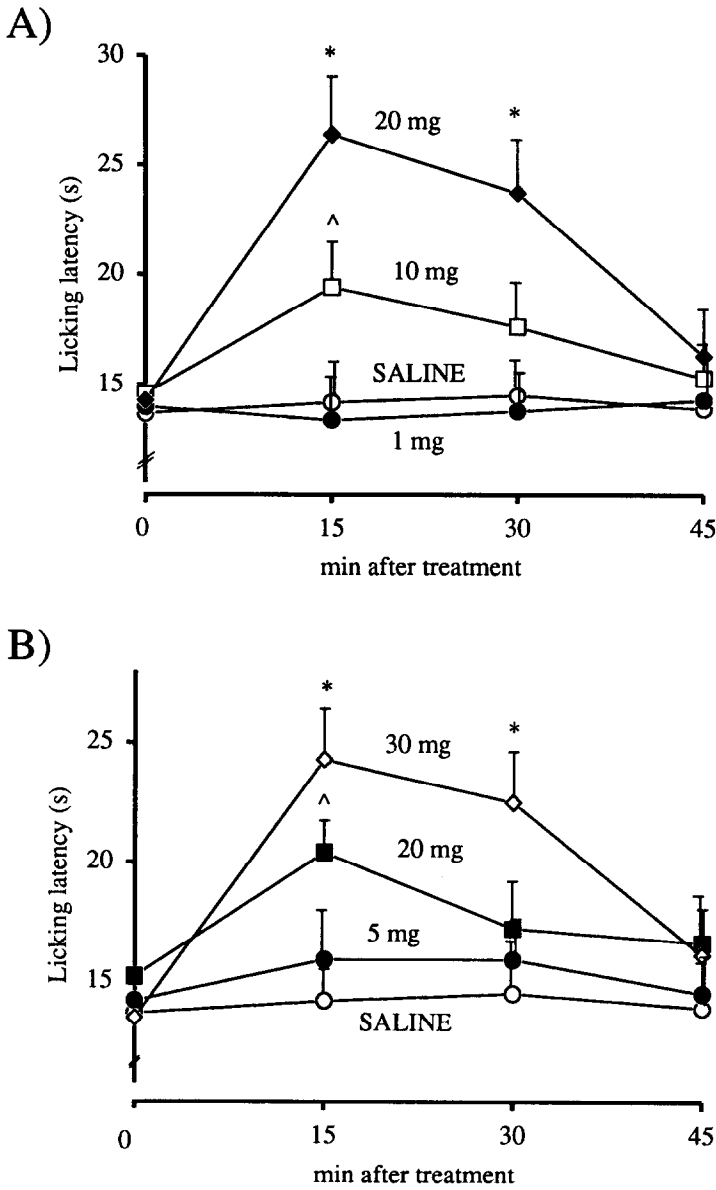 A)
30
25
20
15
Licking latency (s)
*
*
20 mg
^
10 mg
SALINE
1 mg
0 15 30 45
min after treatment
B)
25
20
15
Licking latency (s)
*
*
30 mg
^
20 mg
5 mg
SALINE
0 15 30 45
min after treatment